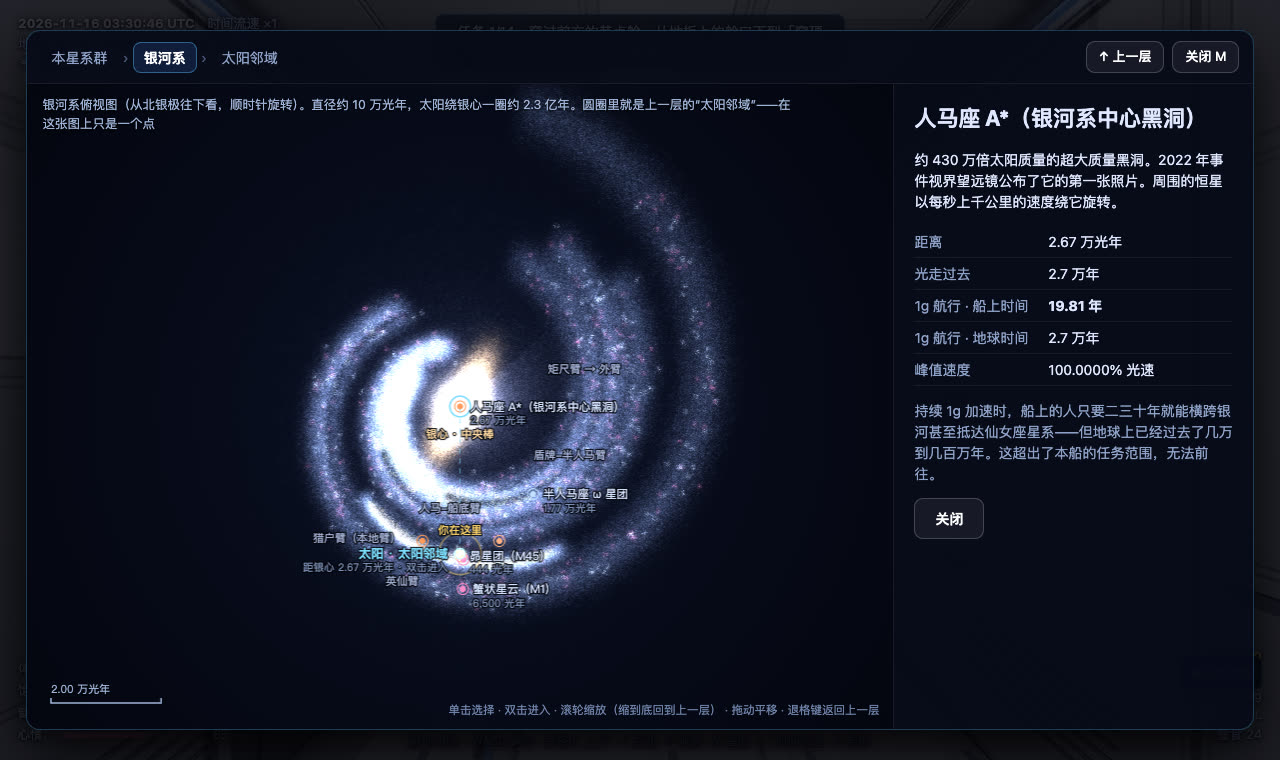 2026-11-16 03:30:46 UTC 时间流速 ×1
本星系群 › 银河系 › 太阳邻域
↑ 上一层
关闭 M
银河系俯视图（从北银极往下看，顺时针旋转）。直径约 10 万光年，太阳绕银心一圈约 2.3 亿年。圆圈里就是上一层的"太阳邻域"——在
这张图上只是一个点
矩尺臂 → 外臂
人马座 A*（银河系中心黑洞）
2.67 万光年
银心 · 中央棒
盾牌–半人马臂
半人马座 ω 星团
1.77 万光年
人马–船底臂
你在这里
猎户臂（本地臂）
太阳 · 太阳邻域
昴星团（M45）
距银心 2.67 万光年 · 双击进入
444 光年
英仙臂
蟹状星云（M1）
6,500 光年
2.00 万光年
单击选择 · 双击进入 · 滚轮缩放（缩到底回到上一层） · 拖动平移 · 退格键返回上一层
人马座 A*（银河系中心黑洞）
约 430 万倍太阳质量的超大质量黑洞。2022 年事
件视界望远镜公布了它的第一张照片。周围的恒星
以每秒上千公里的速度绕它旋转。
距离 2.67 万光年
光走过去 2.7 万年
1g 航行 · 船上时间 19.81 年
1g 航行 · 地球时间 2.7 万年
峰值速度 100.0000% 光速
持续 1g 加速时，船上的人只要二三十年就能横跨银
河甚至抵达仙女座星系——但地球上已经过去了几万
到几百万年。这超出了本船的任务范围，无法前
往。
关闭